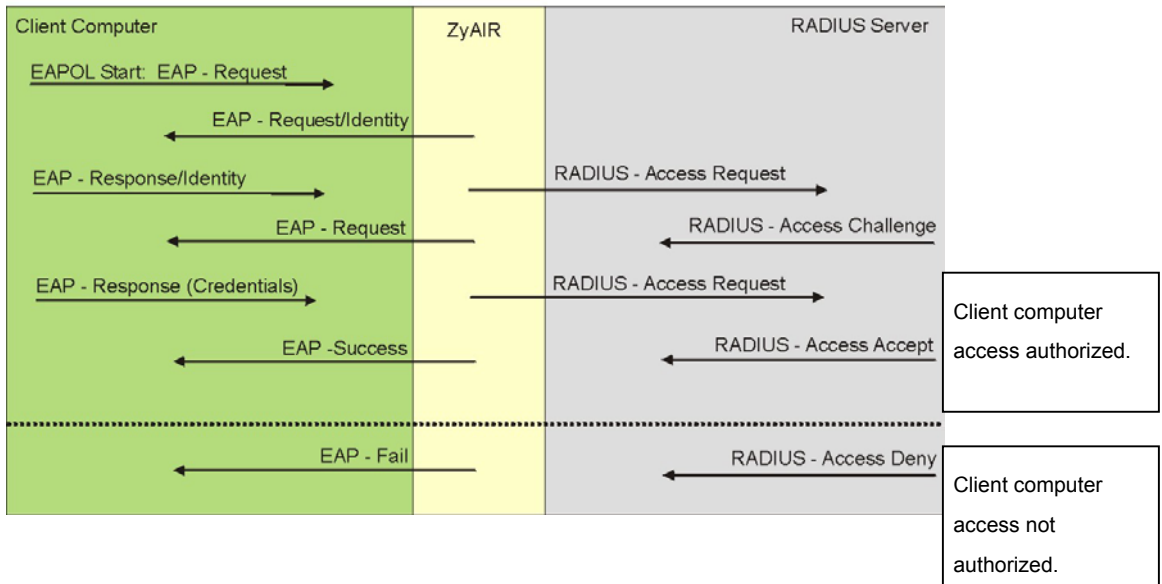 Client Computer
ZyAIR
RADIUS Server
EAPOL Start: EAP - Request
EAP - Request/Identity
EAP - Response/Identity
RADIUS - Access Request
EAP - Request
RADIUS - Access Challenge
EAP - Response (Credentials)
RADIUS - Access Request
EAP -Success
RADIUS - Access Accept
Client computer
access authorized.
EAP - Fail
RADIUS - Access Deny
Client computer
access not
authorized.